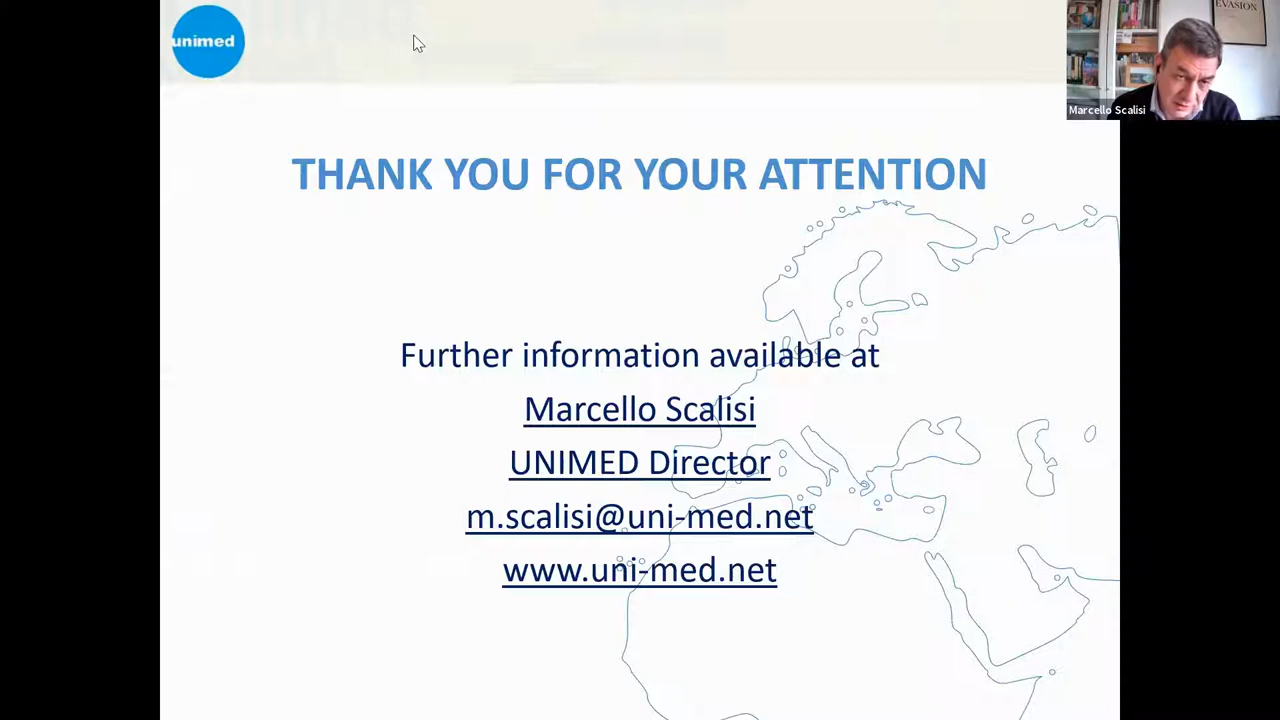 unimed
EVASION
Marcello Scalisi
THANK YOU FOR YOUR ATTENTION
Further information available at
Marcello Scalisi
UNIMED Director
m.scalisi@uni-med.net
www.uni-med.net